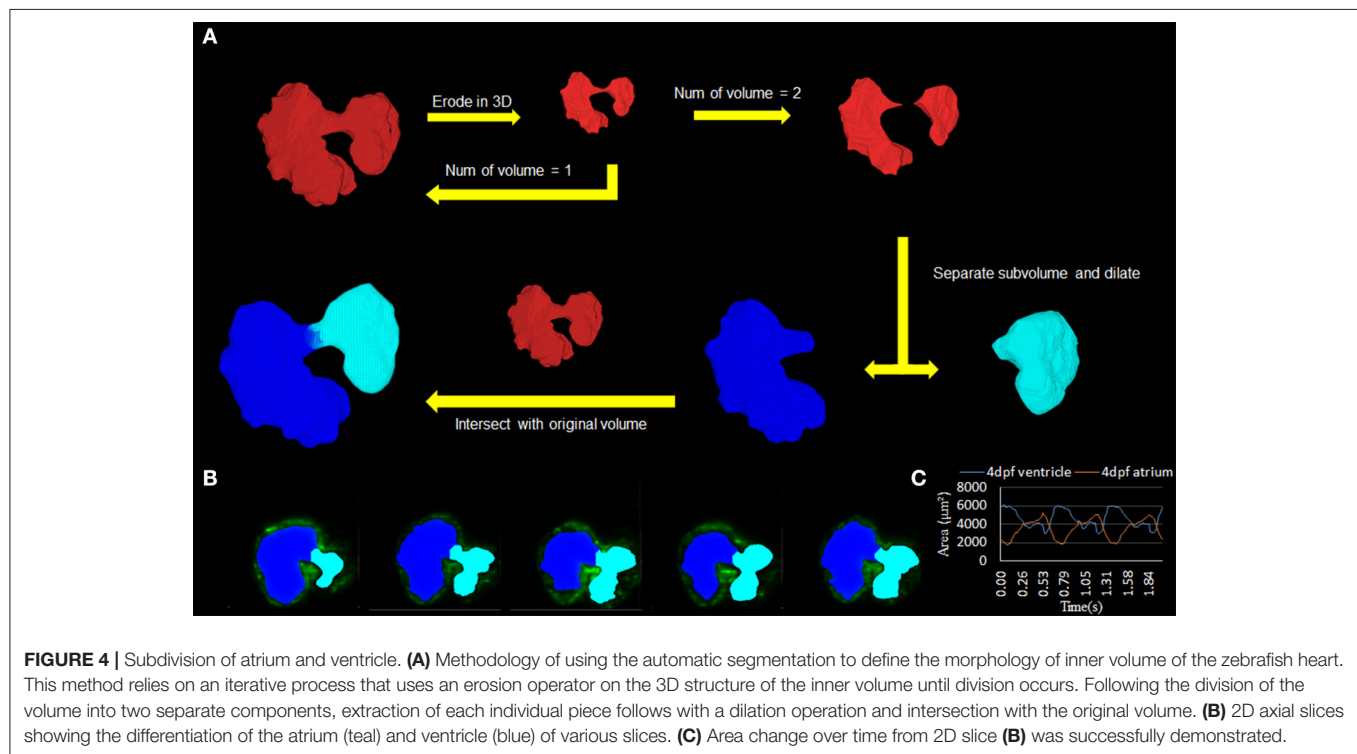 A
Erode in 3D
Num of volume = 2
Num of volume = 1
Separate subvolume and dilate
Intersect with original volume
B
C
4dpf ventricle 4dpf atrium
Area (µm²)
8000
6000
4000
2000
0
0.00 0.26 0.53 0.79 1.05 1.31 1.58 1.84
Time(s)
FIGURE 4 | Subdivision of atrium and ventricle. (A) Methodology of using the automatic segmentation to define the morphology of inner volume of the zebrafish heart.
This method relies on an iterative process that uses an erosion operator on the 3D structure of the inner volume until division occurs. Following the division of the
volume into two separate components, extraction of each individual piece follows with a dilation operation and intersection with the original volume. (B) 2D axial slices
showing the differentiation of the atrium (teal) and ventricle (blue) of various slices. (C) Area change over time from 2D slice (B) was successfully demonstrated.